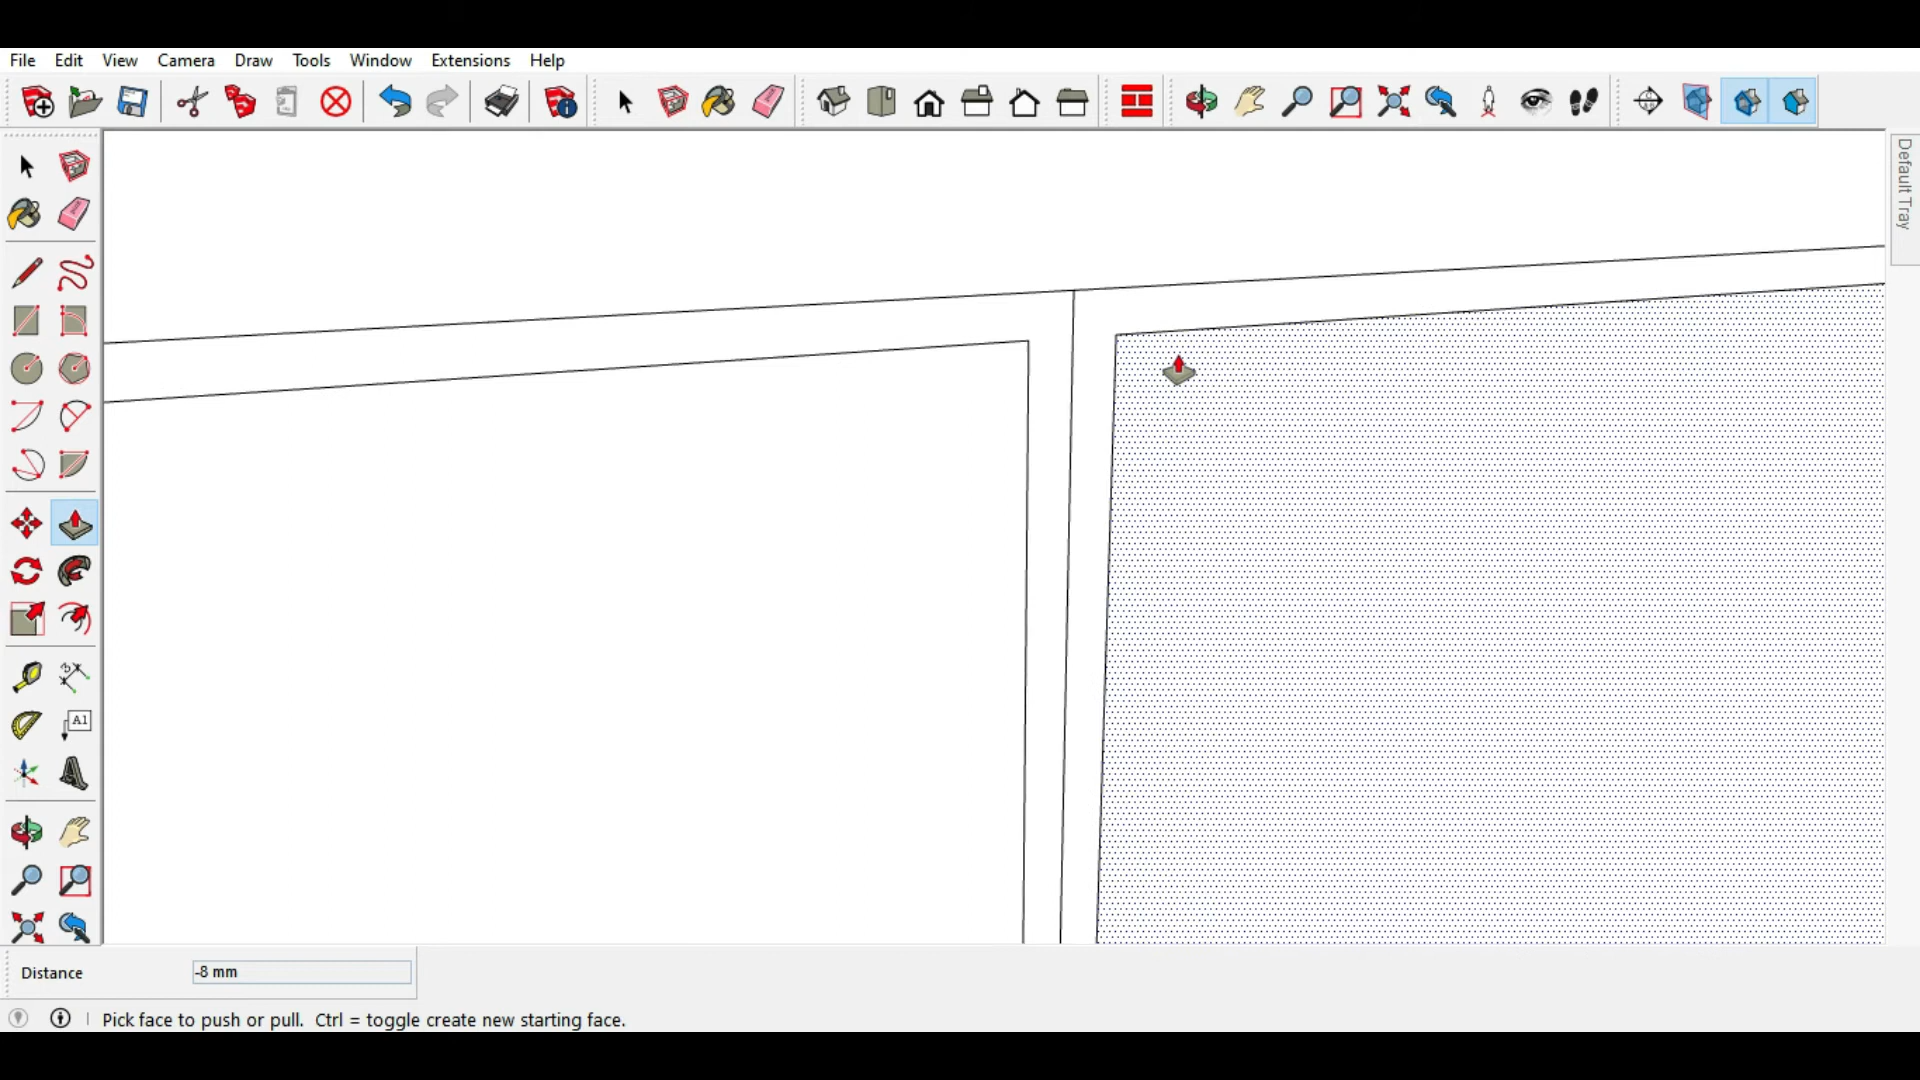 File Edit View Camera Draw Tools Window Extensions Help
Default Tray
A1
Distance -8 mm
Pick face to push or pull. Ctrl = toggle create new starting face.